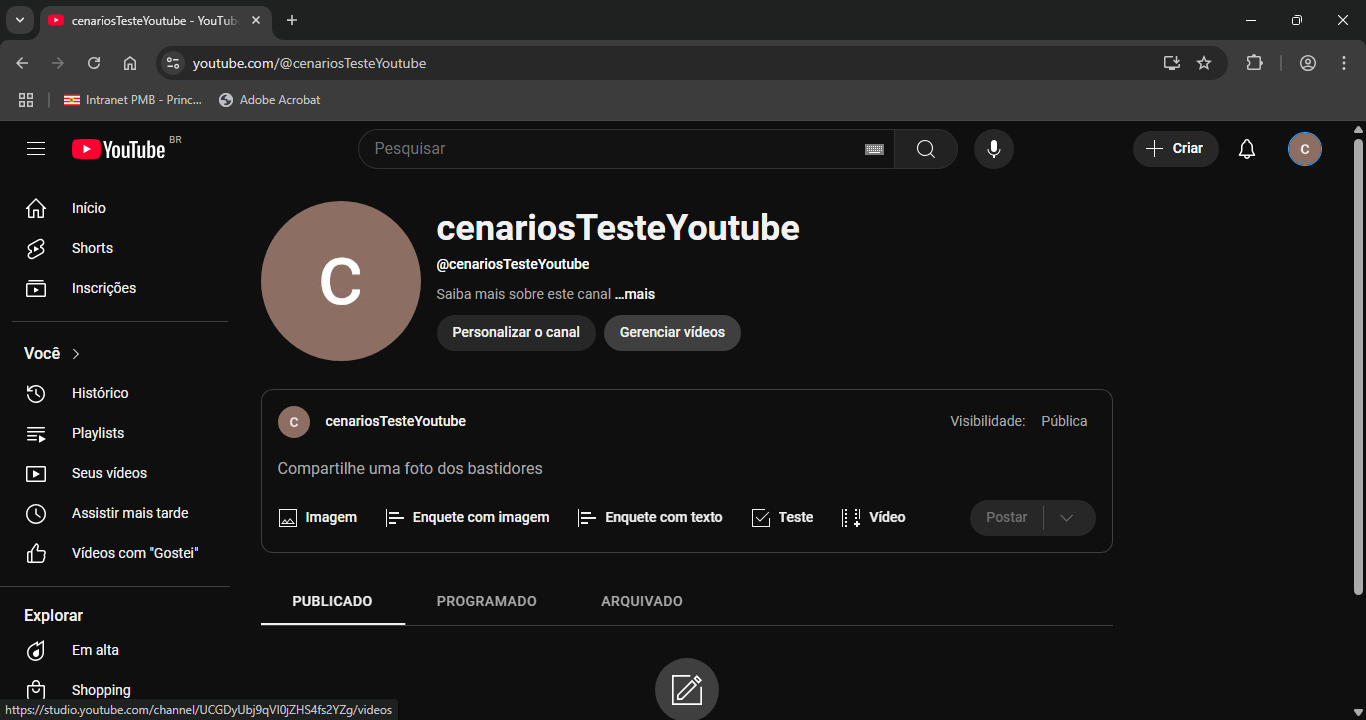 cenariosTesteYoutube - YouTub
youtube.com/@cenariosTesteYoutube
Intranet PMB - Princ...
Adobe Acrobat
YouTube BR
Pesquisar
Criar
C
Início
Shorts
Inscrições
Você
Histórico
Playlists
Seus vídeos
Assistir mais tarde
Vídeos com "Gostei"
Explorar
Em alta
Shopping
C
cenariosTesteYoutube
@cenariosTesteYoutube
Saiba mais sobre este canal ...mais
Personalizar o canal
Gerenciar vídeos
C
cenariosTesteYoutube
Visibilidade: Pública
Compartilhe uma foto dos bastidores
Imagem
Enquete com imagem
Enquete com texto
Teste
Vídeo
Postar
PUBLICADO
PROGRAMADO
ARQUIVADO
https://studio.youtube.com/channel/UCGDyUbj9qVI0jZHS4fs2YZg/videos